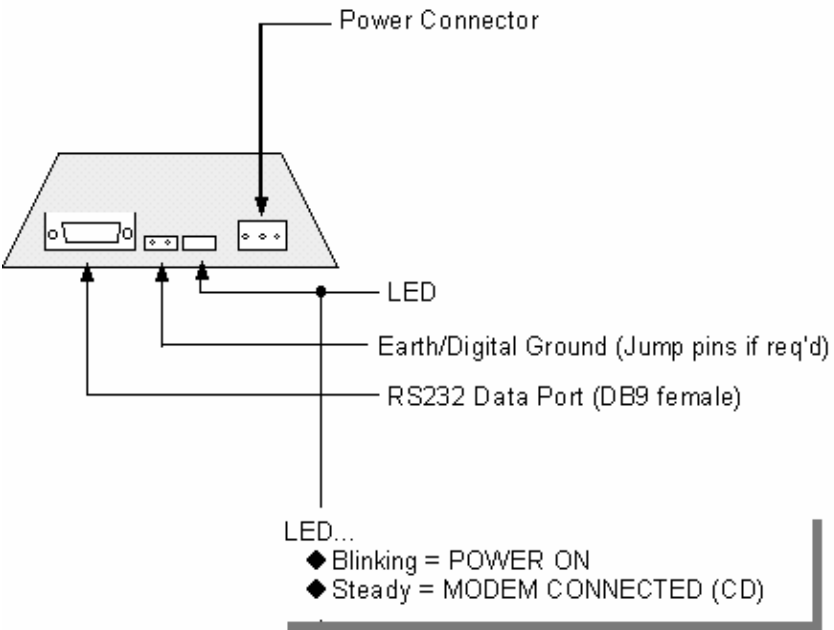 Power Connector
LED
Earth/Digital Ground (Jump pins if req'd)
RS232 Data Port (DB9 female)
LED...
◆ Blinking = POWER ON
◆ Steady = MODEM CONNECTED (CD)